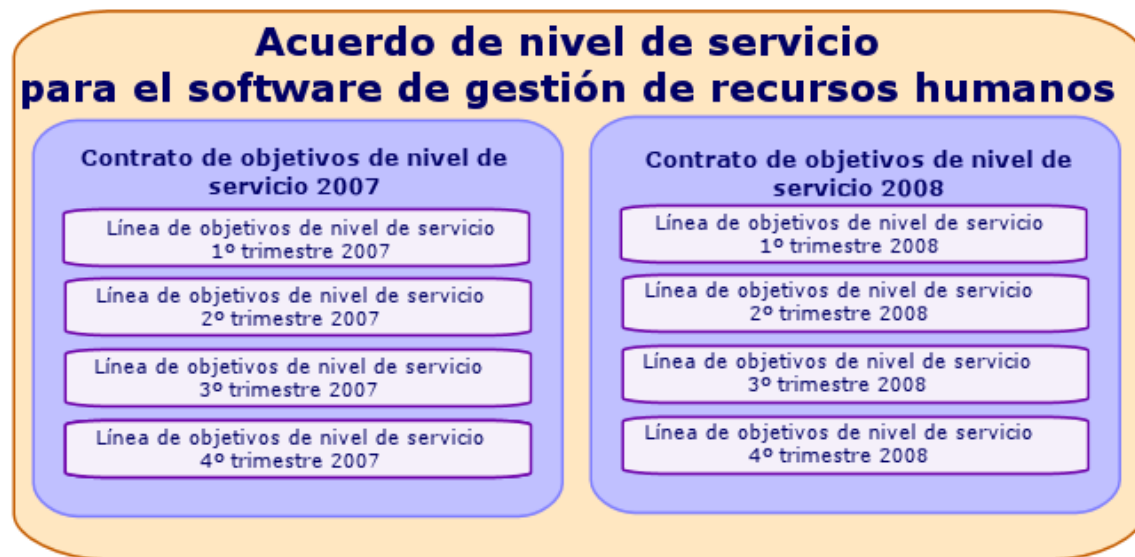 Acuerdo de nivel de servicio
para el software de gestión de recursos humanos
Contrato de objetivos de nivel de
servicio 2007
Línea de objetivos de nivel de servicio
1º trimestre 2007
Línea de objetivos de nivel de servicio
2º trimestre 2007
Línea de objetivos de nivel de servicio
3º trimestre 2007
Línea de objetivos de nivel de servicio
4º trimestre 2007
Contrato de objetivos de nivel de
servicio 2008
Línea de objetivos de nivel de servicio
1º trimestre 2008
Línea de objetivos de nivel de servicio
2º trimestre 2008
Línea de objetivos de nivel de servicio
3º trimestre 2008
Línea de objetivos de nivel de servicio
4º trimestre 2008